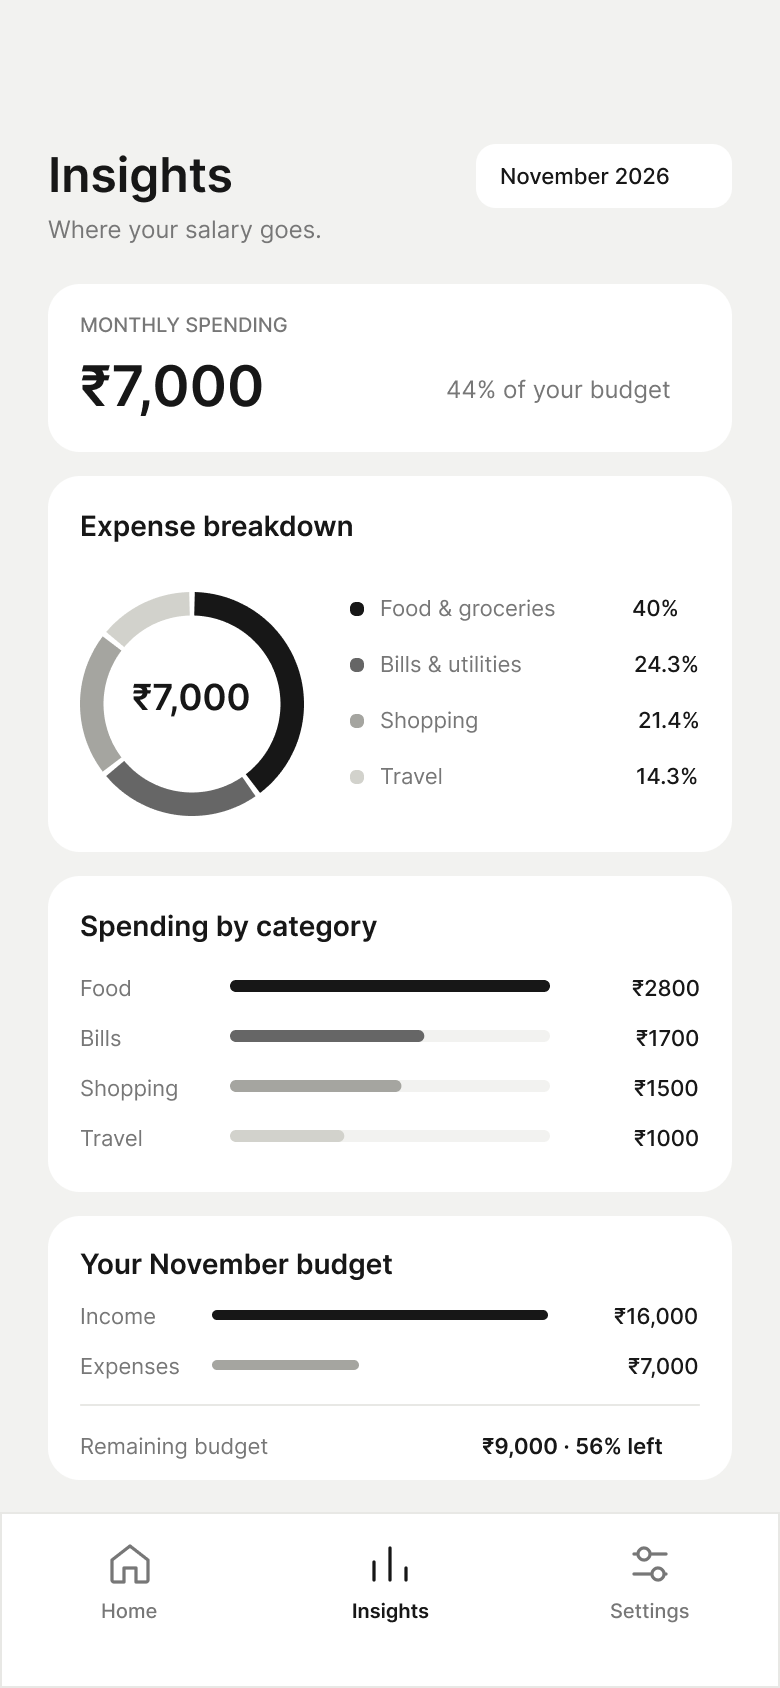 Insights
November 2026
Where your salary goes.
MONTHLY SPENDING
₹7,000
44% of your budget
Expense breakdown
₹7,000
Food & groceries 40%
Bills & utilities 24.3%
Shopping 21.4%
Travel 14.3%
Spending by category
Food ₹2800
Bills ₹1700
Shopping ₹1500
Travel ₹1000
Your November budget
Income ₹16,000
Expenses ₹7,000
Remaining budget ₹9,000 · 56% left
Home Insights Settings